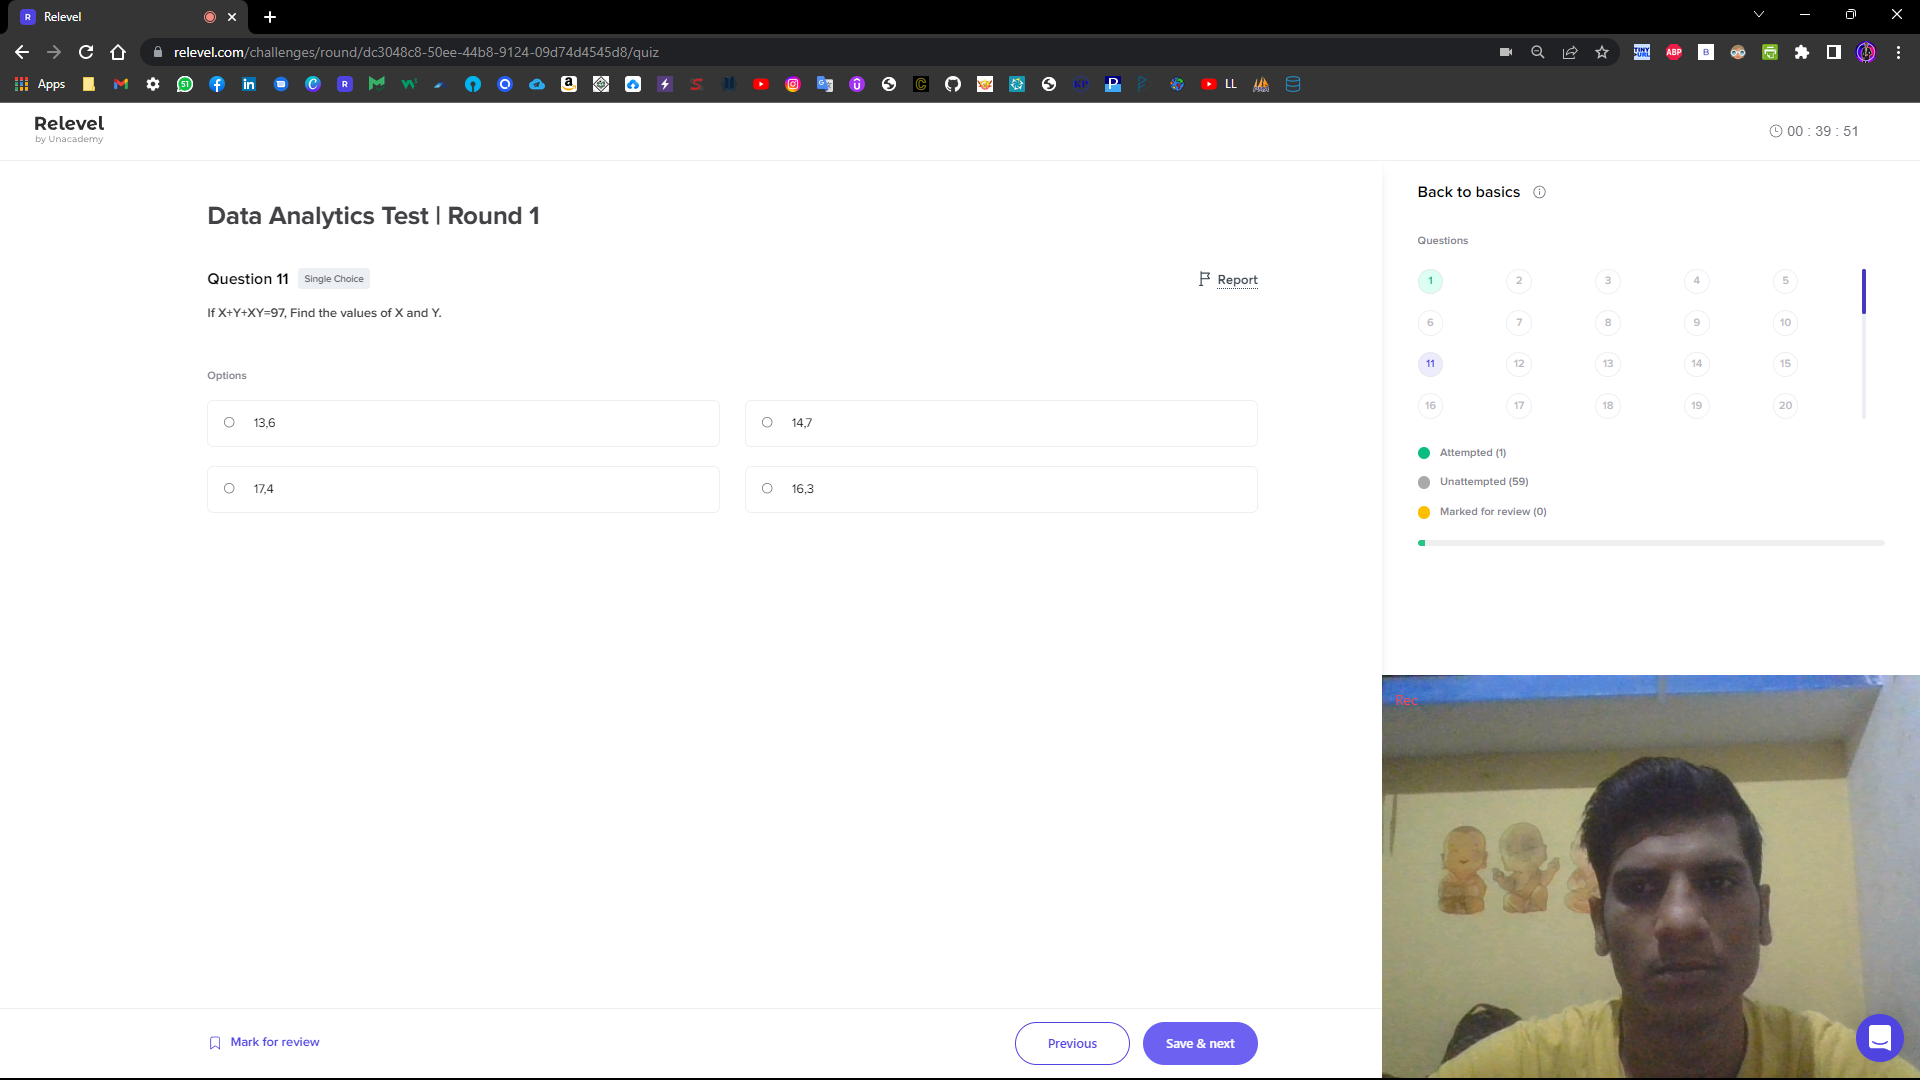 Relevel
relevel.com/challenges/round/dc3048c8-50ee-44b8-9124-09d74d4545d8/quiz
Apps
LL
Relevel
by Unacademy
00 : 39 : 51
Data Analytics Test | Round 1
Question 11
Single Choice
Report
If X+Y+XY=97, Find the values of X and Y.
Options
13,6
14,7
17,4
16,3
Mark for review
Previous
Save & next
Back to basics
Questions
1 2 3 4 5
6 7 8 9 10
11 12 13 14 15
16 17 18 19 20
Attempted (1)
Unattempted (59)
Marked for review (0)
Rec